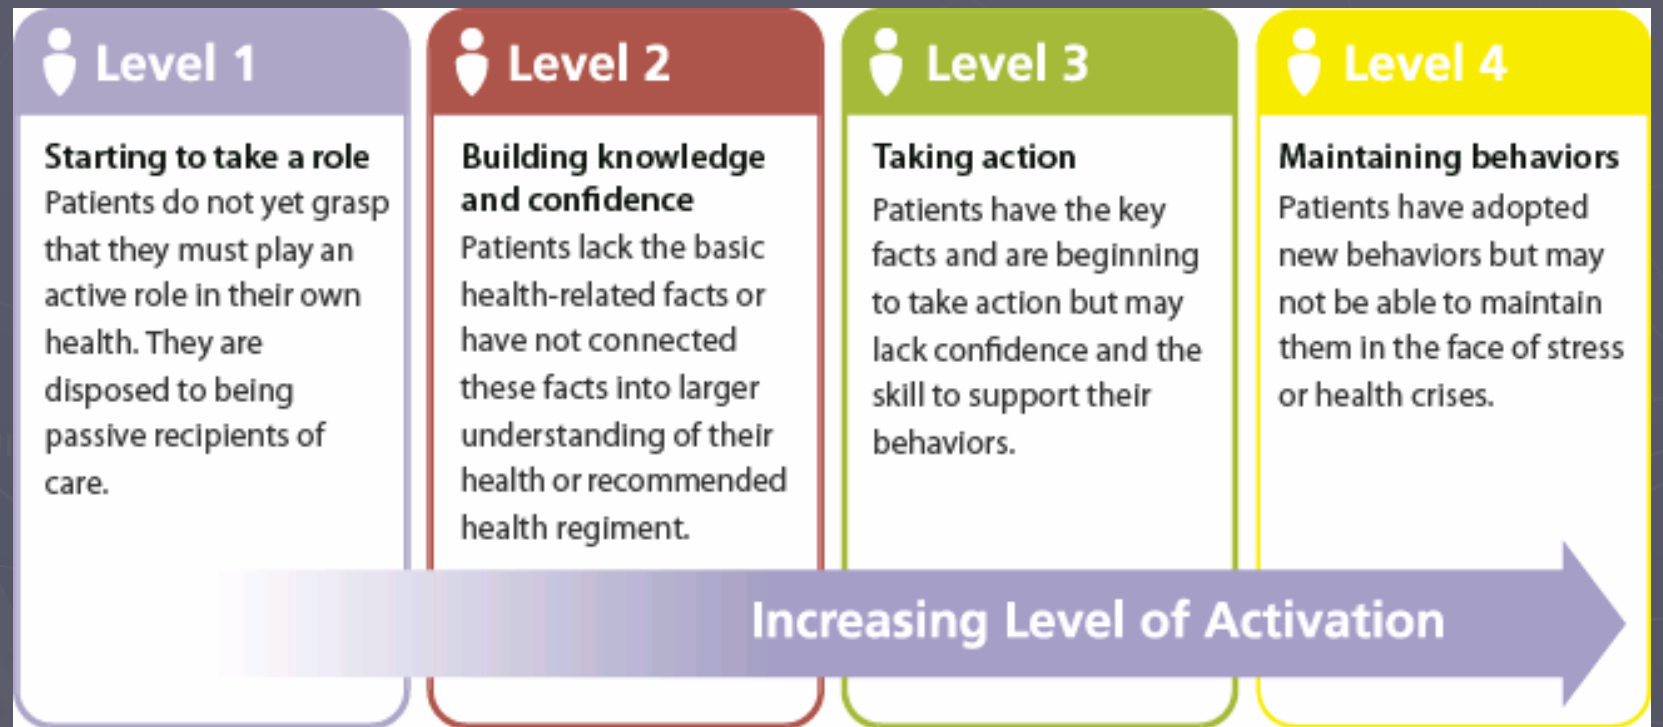 Level 1
Starting to take a role
Patients do not yet grasp
that they must play an
active role in their own
health. They are
disposed to being
passive recipients of
care.
Level 2
Building knowledge
and confidence
Patients lack the basic
health-related facts or
have not connected
these facts into larger
understanding of their
health or recommended
health regiment.
Level 3
Taking action
Patients have the key
facts and are beginning
to take action but may
lack confidence and the
skill to support their
behaviors.
Level 4
Maintaining behaviors
Patients have adopted
new behaviors but may
not be able to maintain
them in the face of stress
or health crises.
Increasing Level of Activation